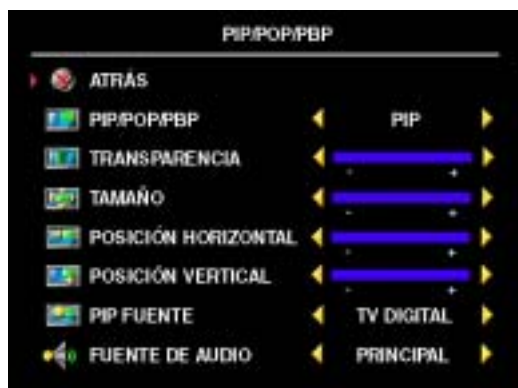 PIP/POP/PBP
ATRÁS
PIP/POP/PBP PIP
TRANSPARENCIA
- +
TAMAÑO
- +
POSICIÓN HORIZONTAL
- +
POSICIÓN VERTICAL
- +
PIP FUENTE TV DIGITAL
FUENTE DE AUDIO PRINCIPAL